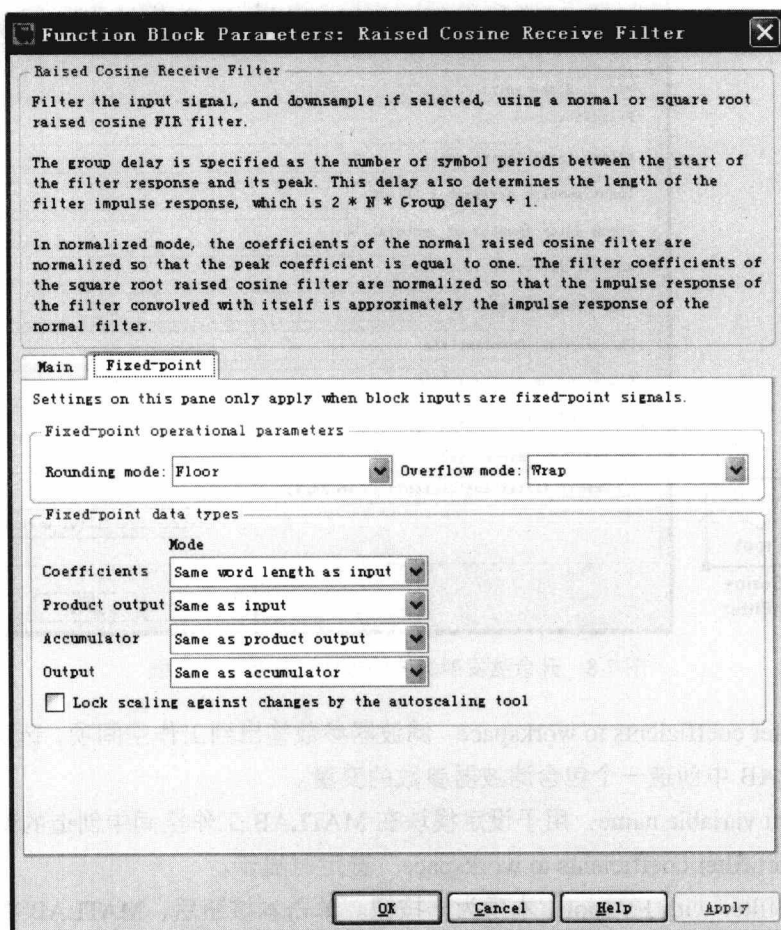 Function Block Parameters: Raised Cosine Receive Filter
Raised Cosine Receive Filter
Filter the input signal, and downsample if selected, using a normal or square root
raised cosine FIR filter.
The group delay is specified as the number of symbol periods between the start of
the filter response and its peak. This delay also determines the length of the
filter impulse response, which is 2 * N * Group delay + 1.
In normalized mode, the coefficients of the normal raised cosine filter are
normalized so that the peak coefficient is equal to one. The filter coefficients of
the square root raised cosine filter are normalized so that the impulse response of
the filter convolved with itself is approximately the impulse response of the
normal filter.
Main Fixed-point
Settings on this pane only apply when block inputs are fixed-point signals.
Fixed-point operational parameters
Rounding mode: Floor Overflow mode: Wrap
Fixed-point data types
Mode
Coefficients Same word length as input
Product output Same as input
Accumulator Same as product output
Output Same as accumulator
Lock scaling against changes by the autoscaling tool
OK Cancel Help Apply